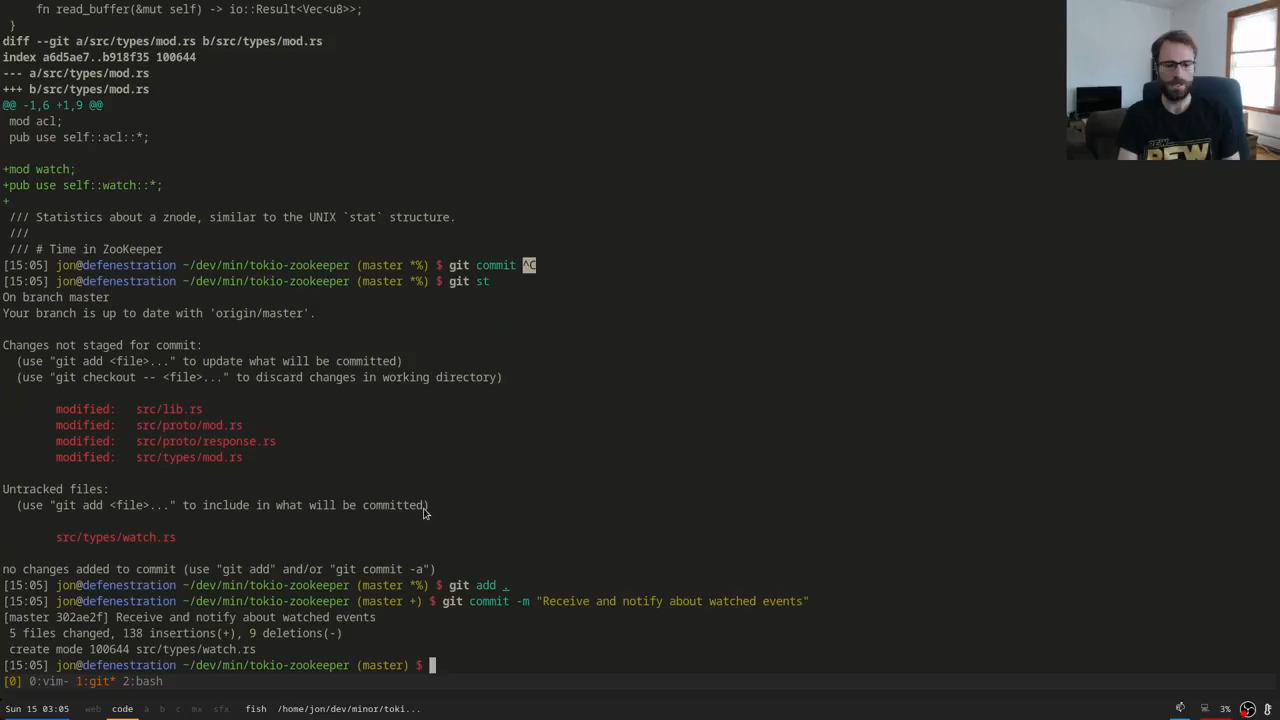 fn read_buffer(&mut self) -> io::Result<Vec<u8>>;
}
diff --git a/src/types/mod.rs b/src/types/mod.rs
index a6d5ae7..b918f35 100644
--- a/src/types/mod.rs
+++ b/src/types/mod.rs
@@ -1,6 +1,9 @@
mod acl;
pub use self::acl::*;
+mod watch;
+pub use self::watch::*;
+
/// Statistics about a znode, similar to the UNIX `stat` structure.
///
/// # Time in ZooKeeper
[15:05] jon@defenestration ~/dev/min/tokio-zookeeper (master *%) $ git commit ^C
[15:05] jon@defenestration ~/dev/min/tokio-zookeeper (master *%) $ git st
On branch master
Your branch is up to date with 'origin/master'.
Changes not staged for commit:
(use "git add <file>..." to update what will be committed)
(use "git checkout -- <file>..." to discard changes in working directory)
modified:   src/lib.rs
modified:   src/proto/mod.rs
modified:   src/proto/response.rs
modified:   src/types/mod.rs
Untracked files:
(use "git add <file>..." to include in what will be committed)
src/types/watch.rs
no changes added to commit (use "git add" and/or "git commit -a")
[15:05] jon@defenestration ~/dev/min/tokio-zookeeper (master *%) $ git add .
[15:05] jon@defenestration ~/dev/min/tokio-zookeeper (master +) $ git commit -m "Receive and notify about watched events"
[master 302ae2f] Receive and notify about watched events
5 files changed, 138 insertions(+), 9 deletions(-)
create mode 100644 src/types/watch.rs
[15:05] jon@defenestration ~/dev/min/tokio-zookeeper (master) $
[0] 0:vim- 1:git* 2:bash
Sun 15 03:05 web code a b c mx sfx fish /home/jon/dev/minor/toki... 3%
PEW
PEW